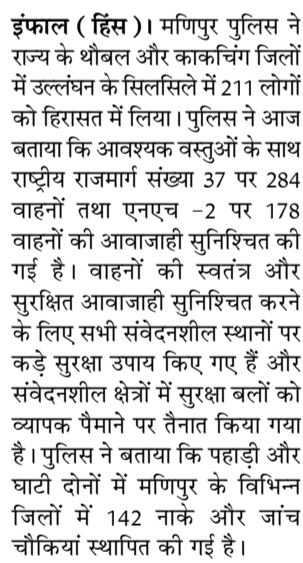 इंफाल ( हिंस )। मणिपुर पुलिस ने
राज्य के थौबल और काकचिंग जिलों
में उल्लंघन के सिलसिले में 211 लोगों
को हिरासत में लिया। पुलिस ने आज
बताया कि आवश्यक वस्तुओं के साथ
राष्ट्रीय राजमार्ग संख्या 37 पर 284
वाहनों तथा एनएच -2 पर 178
वाहनों की आवाजाही सुनिश्चित की
गई है। वाहनों की स्वतंत्र और
सुरक्षित आवाजाही सुनिश्चित करने
के लिए सभी संवेदनशील स्थानों पर
कड़े सुरक्षा उपाय किए गए हैं और
संवेदनशील क्षेत्रों में सुरक्षा बलों को
व्यापक पैमाने पर तैनात किया गया
है। पुलिस ने बताया कि पहाड़ी और
घाटी दोनों में मणिपुर के विभिन्न
जिलों में 142 नाके और जांच
चौकियां स्थापित की गई है।